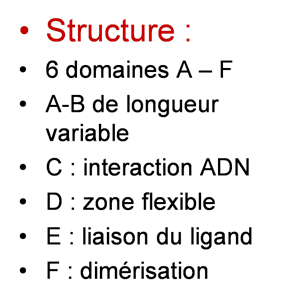 • Structure :
• 6 domaines A – F
• A-B de longueur
variable
• C : interaction ADN
• D : zone flexible
• E : liaison du ligand
• F : dimérisation